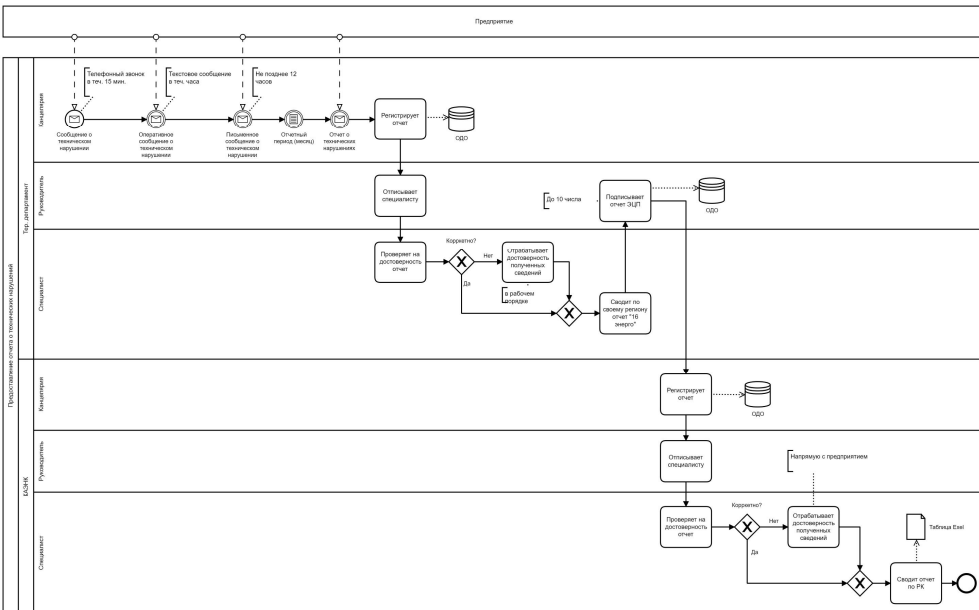 Предприятие
Предоставление отчета о технических нарушений
Тер. департамент
Канцелярия
Телефонный звонок
в теч. 15 мин.
Текстовое сообщение
в теч. часа
Не позднее 12
часов
Сообщение о
техническом
нарушении
Оперативное
сообщение о
техническом
нарушении
Письменное
сообщение о
техническом
нарушении
Отчетный
период (месяц)
Отчет о
технических
нарушениях
Регистрирует
отчет
ОДО
Руководитель
Отписывает
специалисту
До 10 числа
Подписывает
отчет ЭЦП
ОДО
Специалист
Проверяет на
достоверность
отчет
Корркетно?
Нет
Да
Отрабатывает
достоверность
полученных
сведений
в рабочем
порядке
Сводит по
своему региону
отчет "16
энерго"
КАЭНК
Канцелярия
Регистрирует
отчет
ОДО
Руководитель
Отписывает
специалисту
Напрямую с предприятием
Специалист
Проверяет на
достоверность
отчет
Корркетно?
Нет
Да
Отрабатывает
достоверность
полученных
сведений
Таблица Exel
Сводит отчет
по РК